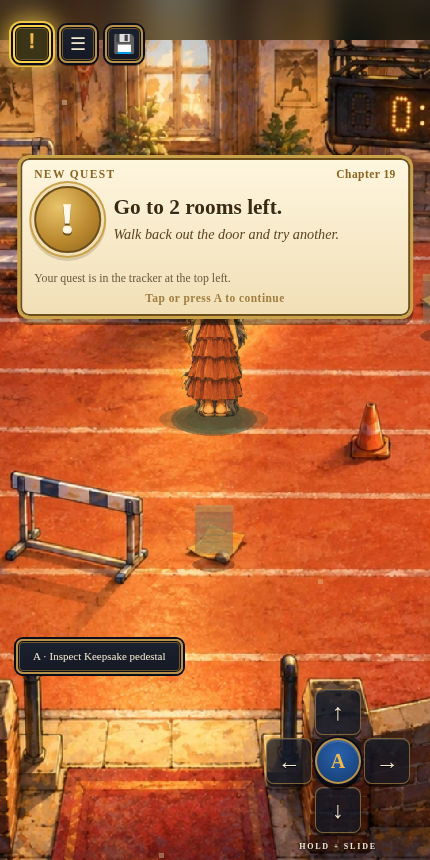 !
0:
NEW QUEST
Chapter 19
!
Go to 2 rooms left.
Walk back out the door and try another.
Your quest is in the tracker at the top left.
Tap or press A to continue
A · Inspect Keepsake pedestal
↑
← A →
↓
HOLD + SLIDE